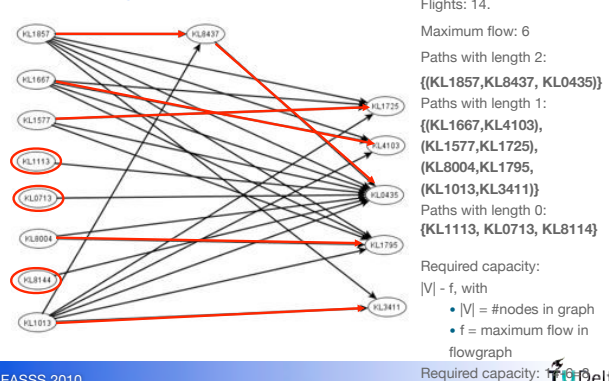 Flights: 14.
Maximum flow: 6
Paths with length 2:
{(KL1857,KL8437, KL0435)}
Paths with length 1:
{(KL1667,KL4103),
(KL1577,KL1725),
(KL8004,KL1795,
(KL1013,KL3411)}
Paths with length 0:
{KL1113, KL0713, KL8114}
Required capacity:
|V| - f, with
• |V| = #nodes in graph
• f = maximum flow in
flowgraph
Required capacity:
KL1857
KL8437
KL1667
KL1725
KL1577
KL4103
KL1113
KL0713
KL0435
KL8004
KL1795
KL8144
KL3411
KL1013
EASSS 2010